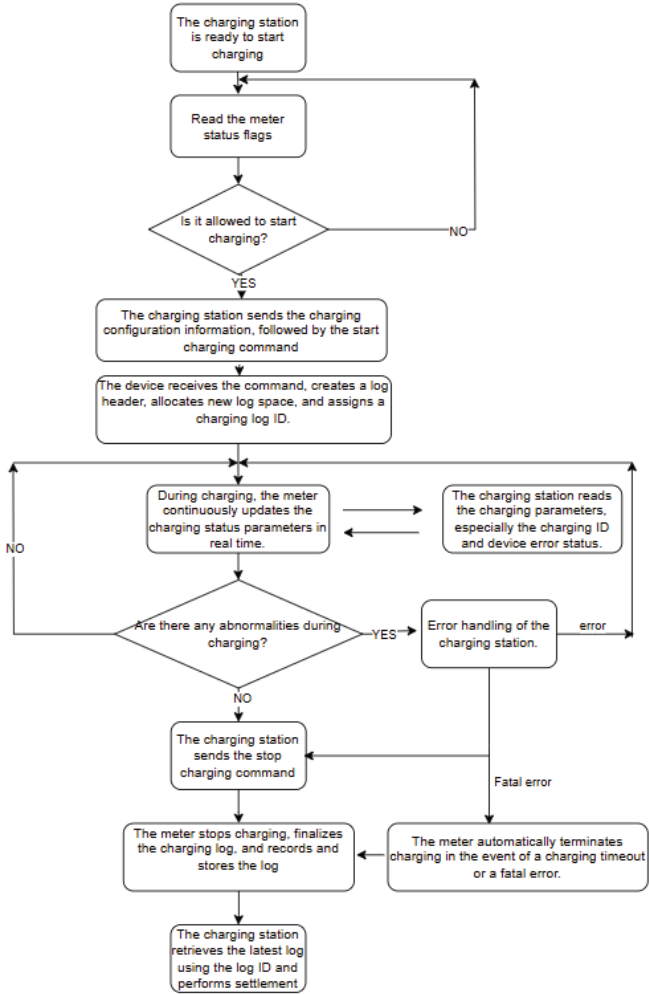 The charging station
is ready to start
charging
Read the meter
status flags
Is it allowed to start
charging?
NO
YES
The charging station sends the charging
configuration information, followed by the start
charging command
The device receives the command, creates a log
header, allocates new log space, and assigns a
charging log ID.
During charging, the meter
continuously updates the
charging status parameters in
real time.
The charging station reads
the charging parameters,
especially the charging ID
and device error status.
NO
Are there any abnormalities during
charging?
YES
Error handling of the
charging station.
error
NO
The charging station
sends the stop
charging command
Fatal error
The meter stops charging, finalizes
the charging log, and records and
stores the log
The meter automatically terminates
charging in the event of a charging timeout
or a fatal error.
The charging station
retrieves the latest log
using the log ID and
performs settlement